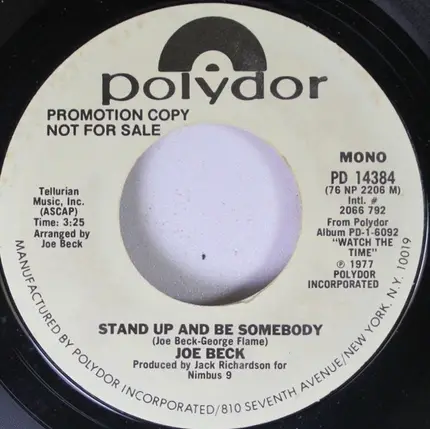 polydor
PROMOTION COPY
NOT FOR SALE
Tellurian
Music, Inc.
(ASCAP)
Time: 3:25
Arranged by
Joe Beck
MONO
PD 14384
(76 NP 2206 M)
Intl. #
2066 792
From Polydor
Album PD-1-6092
"WATCH THE
TIME"
℗ 1977
POLYDOR
INCORPORATED
STAND UP AND BE SOMEBODY
(Joe Beck-George Flame)
JOE BECK
Produced by Jack Richardson for
Nimbus 9
MANUFACTURED BY POLYDOR INCORPORATED/810 SEVENTH AVENUE/NEW YORK, N.Y. 10019